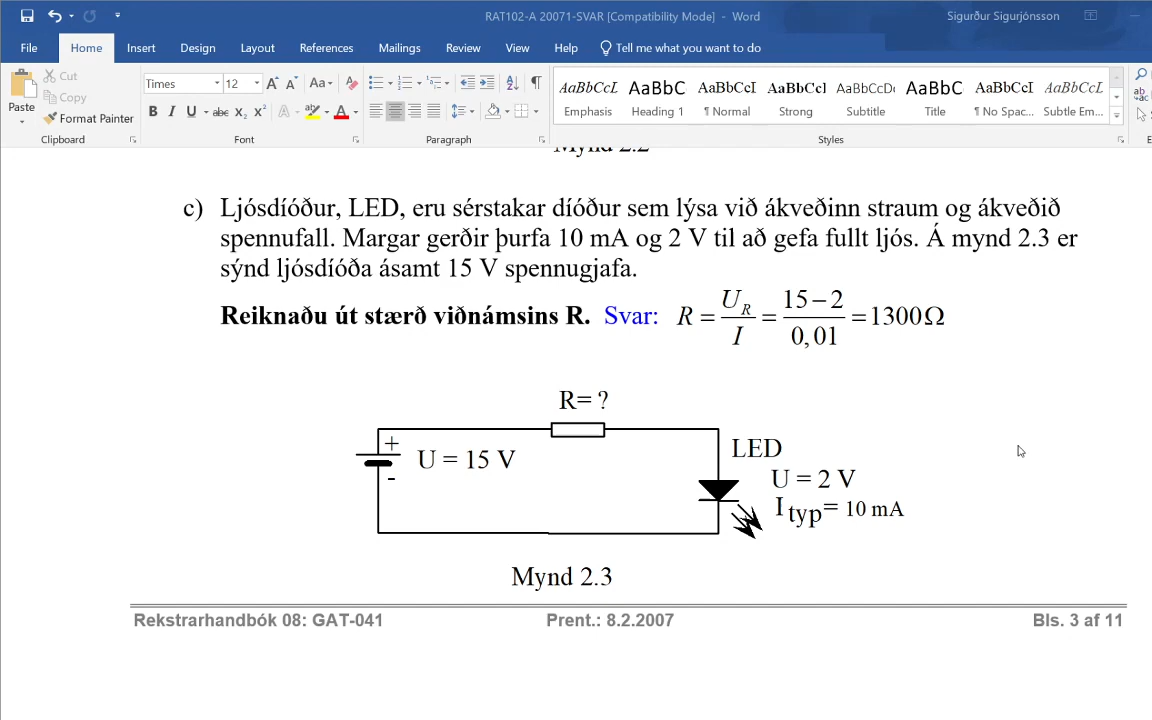 RAT102-A 20071-SVAR [Compatibility Mode] - Word
Sigurður Sigurjónsson
File Home Insert Design Layout References Mailings Review View Help Tell me what you want to do
Cut
Copy
Format Painter
Paste
Clipboard
Times 12
Font
Paragraph
AaBbCcL AaBbC AaBbCcI AaBbCcI AaBbCcDı AaBbC AaBbCcI AaBbCcL
Emphasis Heading 1 ¶ Normal Strong Subtitle Title ¶ No Spac... Subtle Em...
Styles
Mynd 2.2
c) Ljósdíóður, LED, eru sérstakar díóður sem lýsa við ákveðinn straum og ákveðið
spennufall. Margar gerðir þurfa 10 mA og 2 V til að gefa fullt ljós. Á mynd 2.3 er
sýnd ljósdíóða ásamt 15 V spennugjafa.
Reiknaðu út stærð viðnámsins R. Svar: R = U_R / I = 15−2 / 0,01 = 1300Ω
R= ?
+
U = 15 V
-
LED
U = 2 V
I typ= 10 mA
Mynd 2.3
Rekstrarhandbók 08: GAT-041 Prent.: 8.2.2007 Bls. 3 af 11